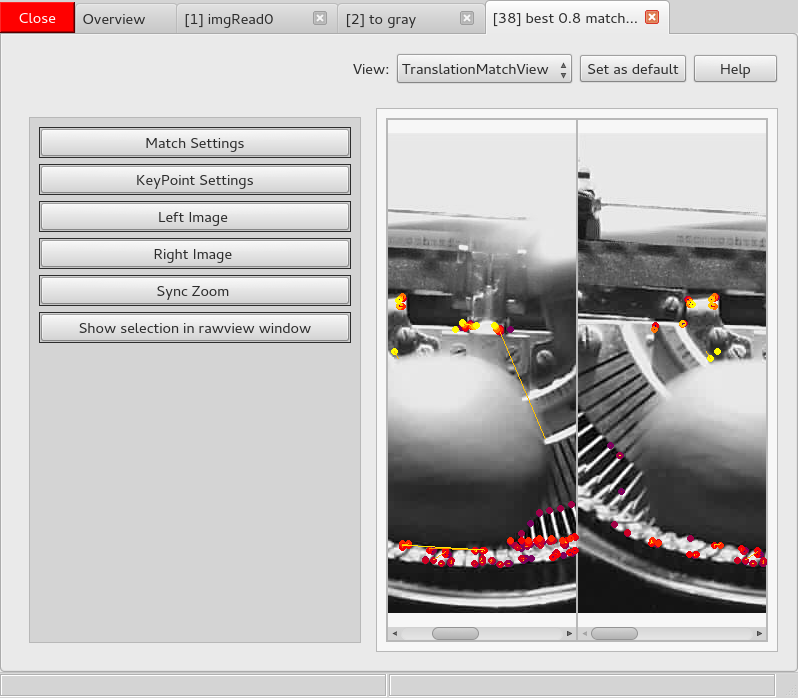 Close
Overview
[1] imgRead0
[2] to gray
[38] best 0.8 match...
View:
TranslationMatchView
Set as default
Help
Match Settings
KeyPoint Settings
Left Image
Right Image
Sync Zoom
Show selection in rawview window